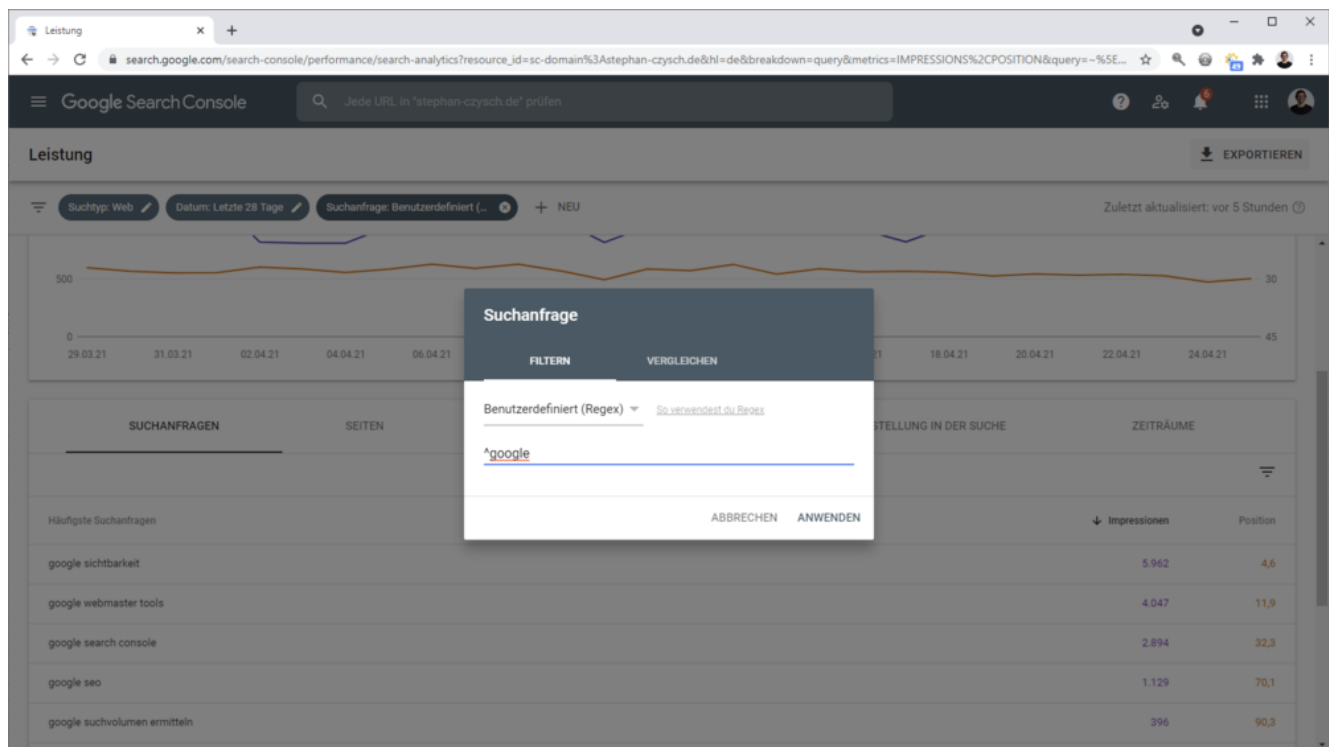 Leistung
search.google.com/search-console/performance/search-analytics?resource_id=sc-domain%3Astephan-czysch.de&hl=de&breakdown=query&metrics=IMPRESSIONS%2CPOSITION&query=~%5E...
49
Google Search Console
Jede URL in "stephan-czysch.de" prüfen
6
Leistung
EXPORTIEREN
Suchtyp: Web
Datum: Letzte 28 Tage
Suchanfrage: Benutzerdefiniert (...
NEU
Zuletzt aktualisiert: vor 5 Stunden
500
30
0
45
29.03.21 31.03.21 02.04.21 04.04.21 06.04.21 18.04.21 20.04.21 22.04.21 24.04.21
Suchanfrage
FILTERN VERGLEICHEN
Benutzerdefiniert (Regex) So verwendest du Regex
^google
ABBRECHEN ANWENDEN
SUCHANFRAGEN SEITEN STELLUNG IN DER SUCHE ZEITRÄUME
Häufigste Suchanfragen Impressionen Position
google sichtbarkeit 5.962 4,6
google webmaster tools 4.047 11,9
google search console 2.894 32,3
google seo 1.129 70,1
google suchvolumen ermitteln 396 90,3